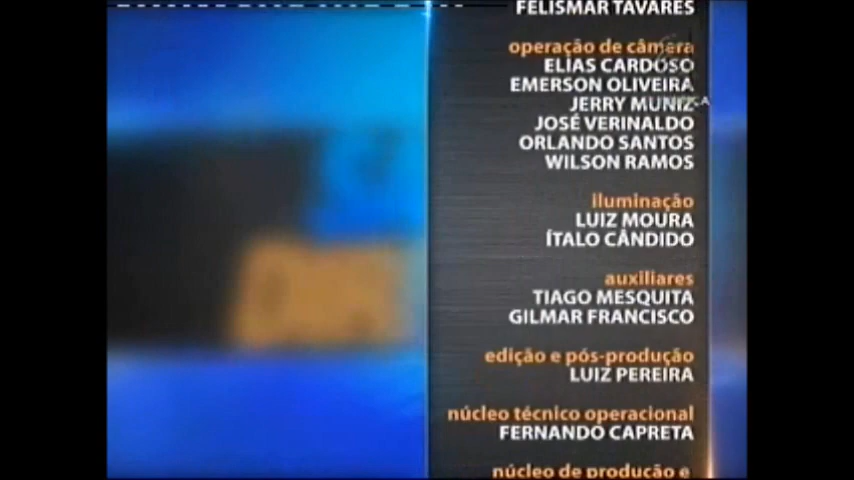 FELISMAR TAVARES
operação de câmera
ELIAS CARDOSO
EMERSON OLIVEIRA
JERRY MUNIZ
JOSÉ VERINALDO
ORLANDO SANTOS
WILSON RAMOS
iluminação
LUIZ MOURA
ÍTALO CÂNDIDO
auxiliares
TIAGO MESQUITA
GILMAR FRANCISCO
edição e pós-produção
LUIZ PEREIRA
núcleo técnico operacional
FERNANDO CAPRETA
núcleo de produção e